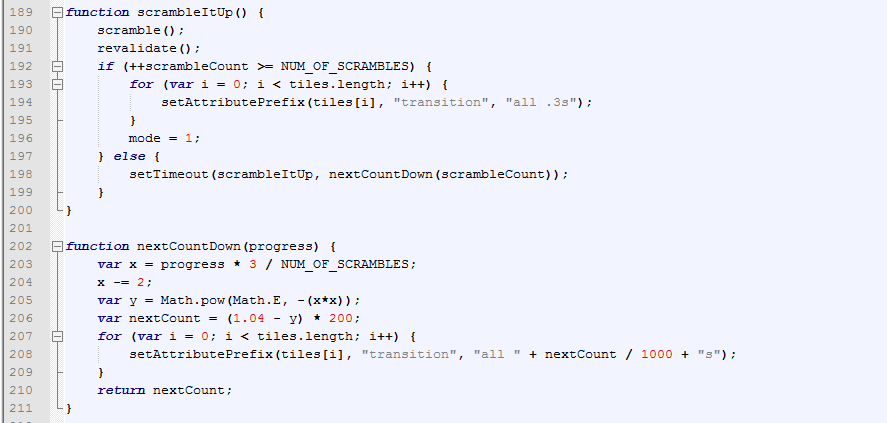 189 function scrambleItUp() {
190     scramble();
191     revalidate();
192     if (++scrambleCount >= NUM_OF_SCRAMBLES) {
193         for (var i = 0; i < tiles.length; i++) {
194             setAttributePrefix(tiles[i], "transition", "all .3s");
195         }
196         mode = 1;
197     } else {
198         setTimeout(scrambleItUp, nextCountDown(scrambleCount));
199     }
200 }
201
202 function nextCountDown(progress) {
203     var x = progress * 3 / NUM_OF_SCRAMBLES;
204     x -= 2;
205     var y = Math.pow(Math.E, -(x*x));
206     var nextCount = (1.04 - y) * 200;
207     for (var i = 0; i < tiles.length; i++) {
208         setAttributePrefix(tiles[i], "transition", "all " + nextCount / 1000 + "s");
209     }
210     return nextCount;
211 }